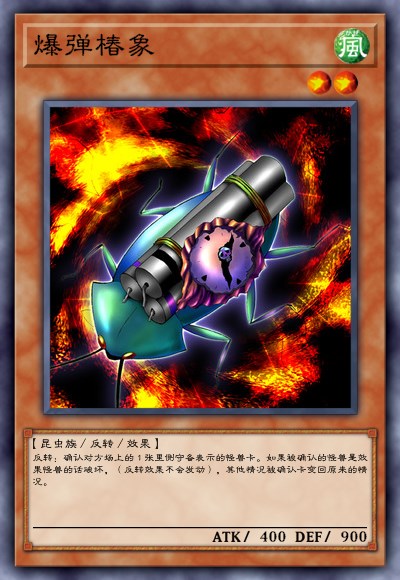 爆弹椿象
風
【昆虫族／反转／效果】
反转：确认对方场上的１张里侧守备表示的怪兽卡。如果被确认的怪兽是效
果怪兽的话破坏，（反转效果不会发动），其他情况被确认卡变回原来的情
况。
ATK/ 400 DEF/ 900